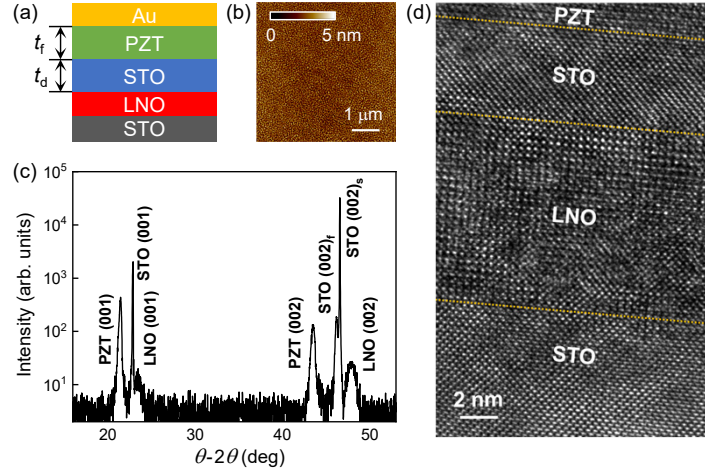 (a)
Au
PZT
STO
LNO
STO
t_f
t_d
(b)
0
5 nm
1 μm
(c)
Intensity (arb. units)
10^5
10^4
10^3
10^2
10^1
PZT (001)
STO (001)
LNO (001)
PZT (002)
STO (002)_f
STO (002)_s
LNO (002)
20
30
40
50
θ-2θ (deg)
(d)
PZT
STO
LNO
STO
2 nm